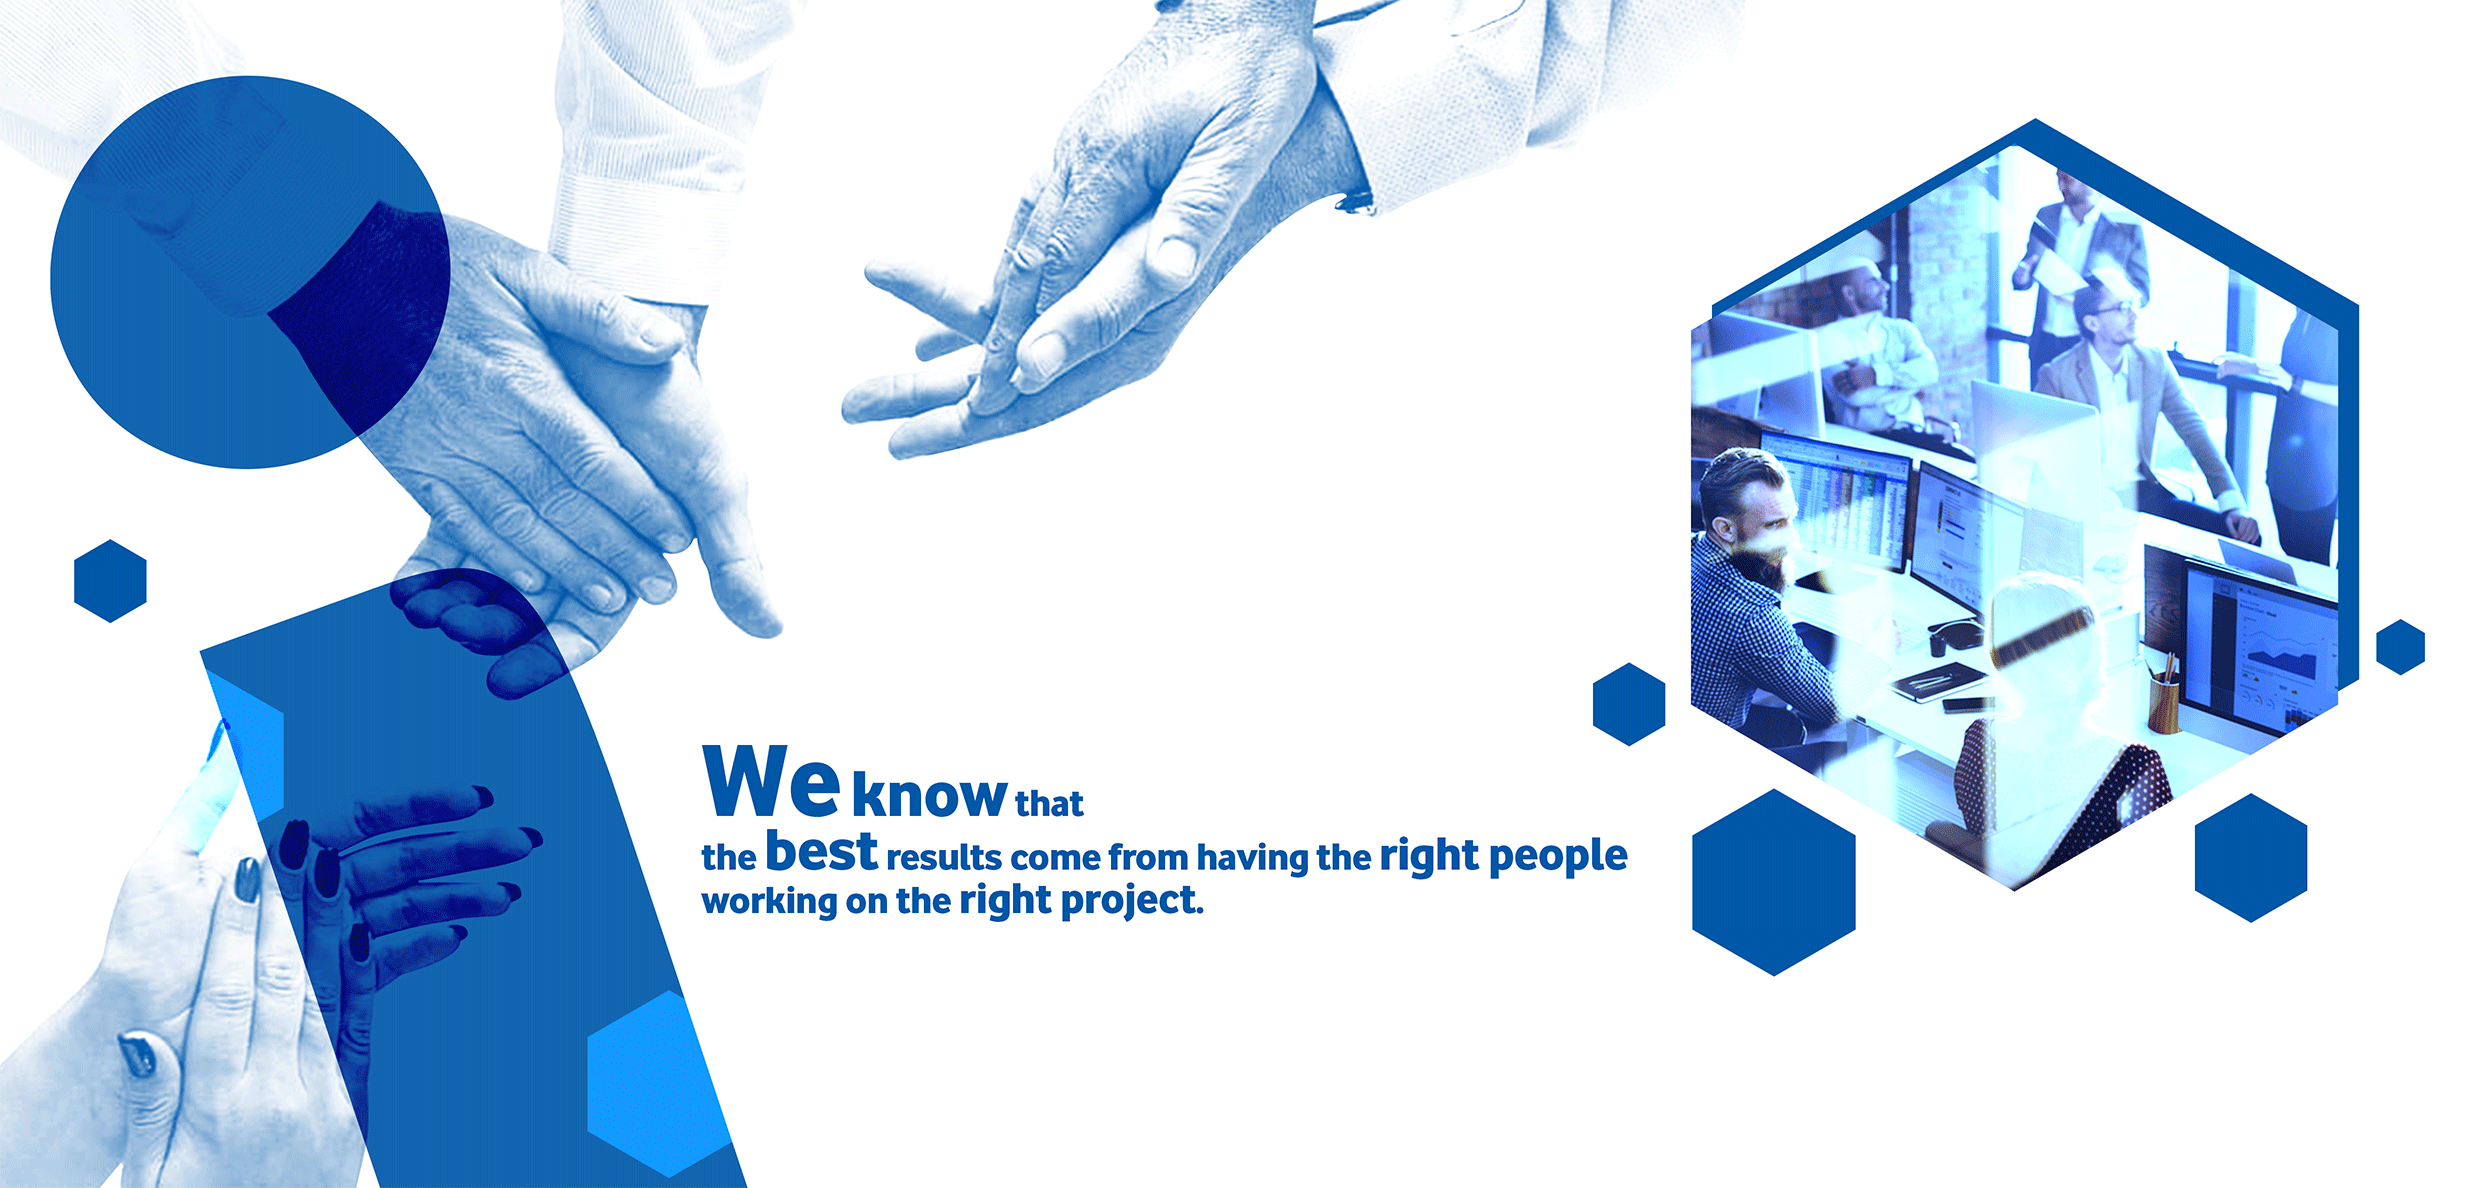 We know that
the best results come from having the right people
working on the right project.